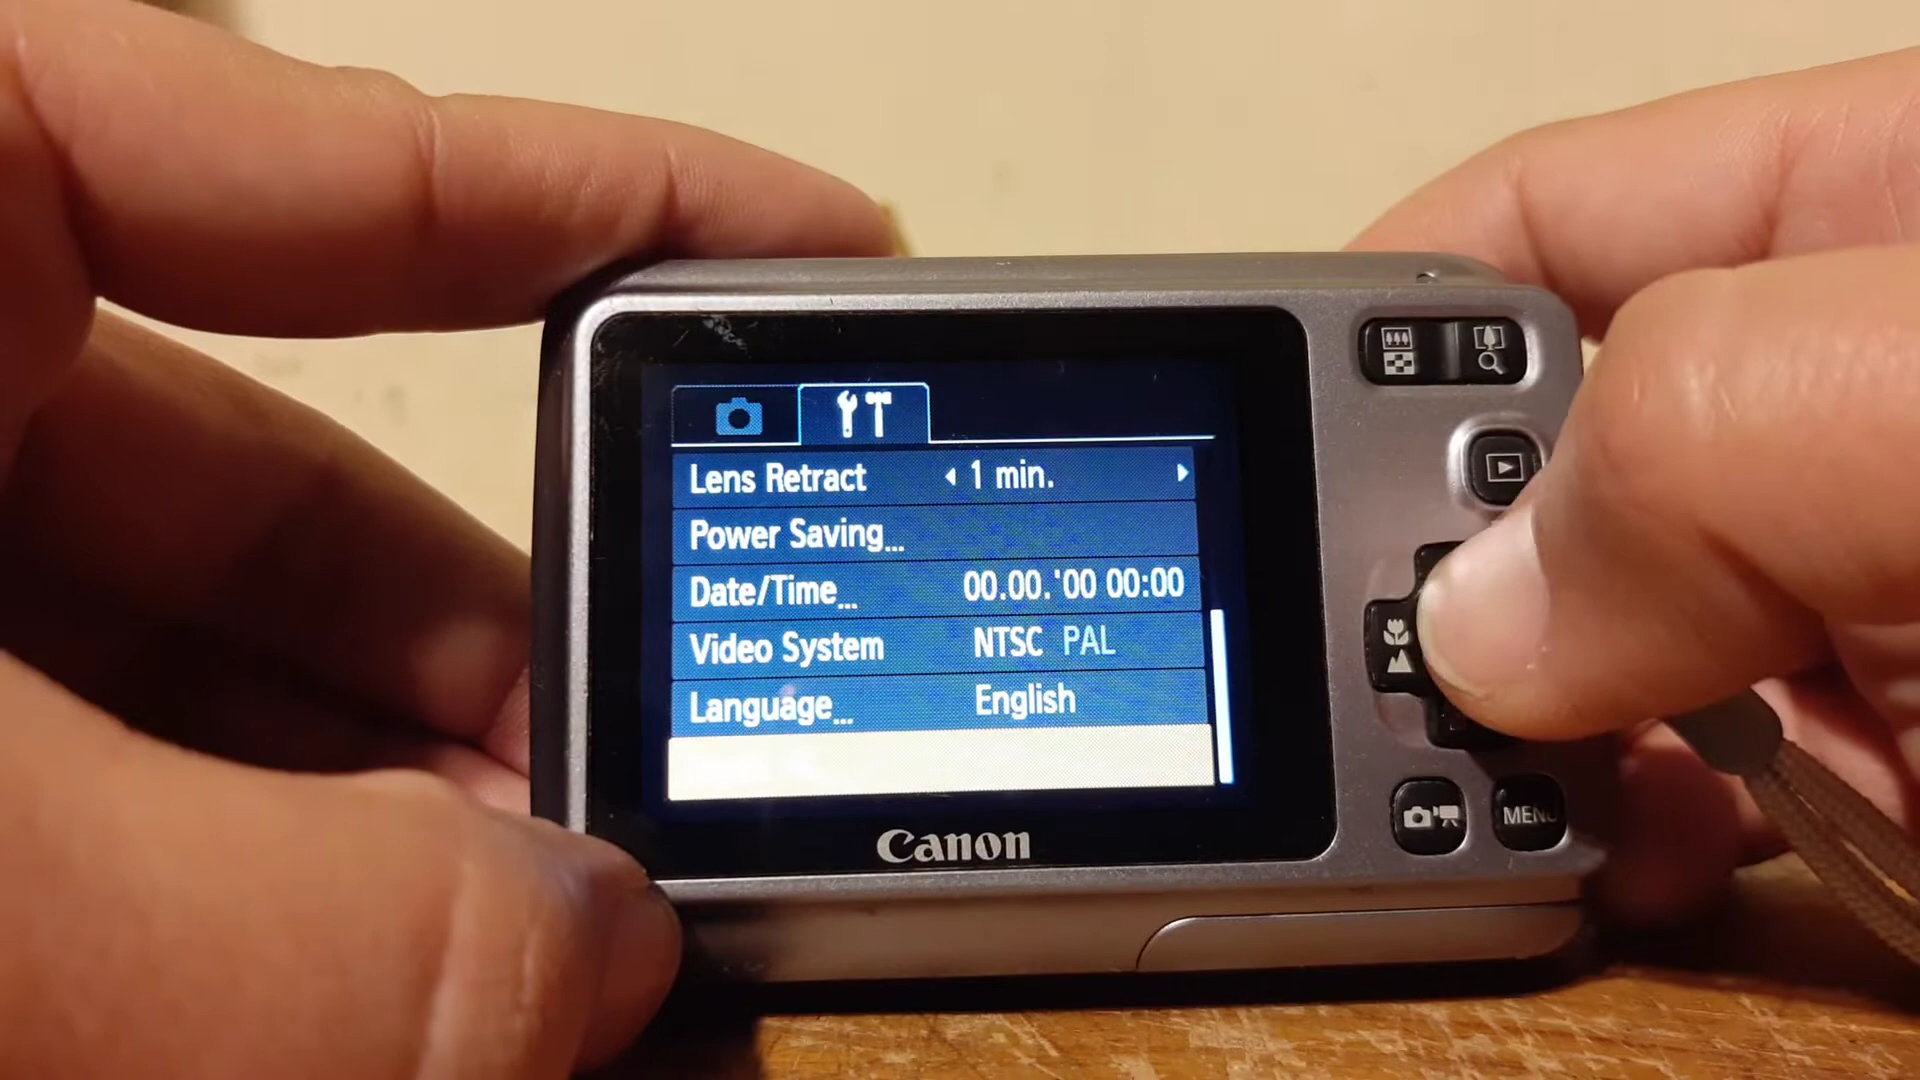 Lens Retract 1 min.
Power Saving...
Date/Time... 00.00.'00 00:00
Video System NTSC PAL
Language... English
Canon
MENU